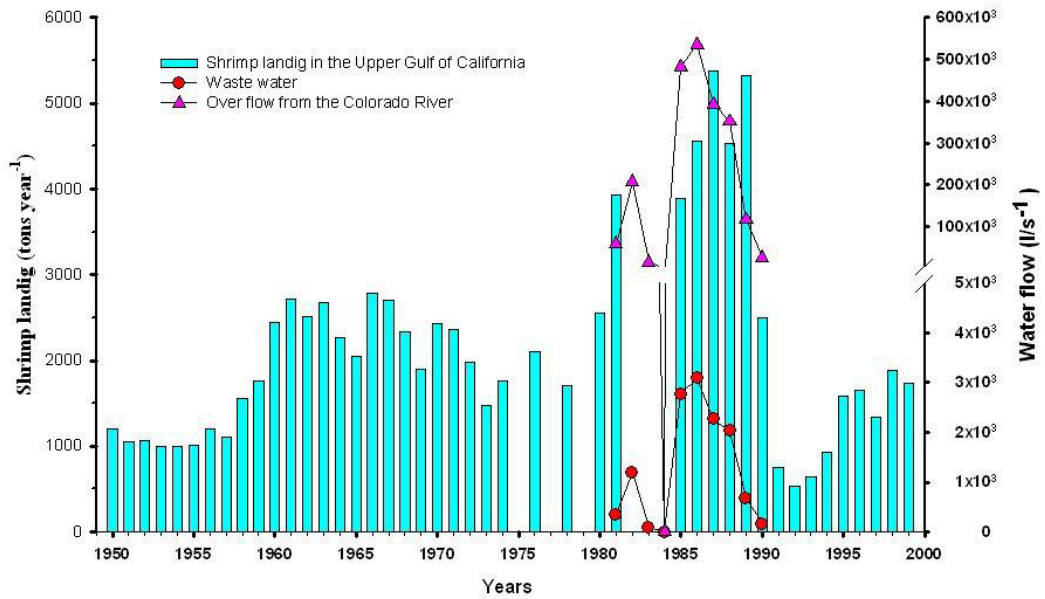 Shrimp landig in the Upper Gulf of California
Waste water
Over flow from the Colorado River
Shrimp landig (tons year-1)
6000
5000
4000
3000
2000
1000
0
600x10³
500x10³
400x10³
300x10³
200x10³
100x10³
5x10³
4x10³
3x10³
2x10³
1x10³
0
Water flow (l/s-1)
1950 1955 1960 1965 1970 1975 1980 1985 1990 1995 2000
Years